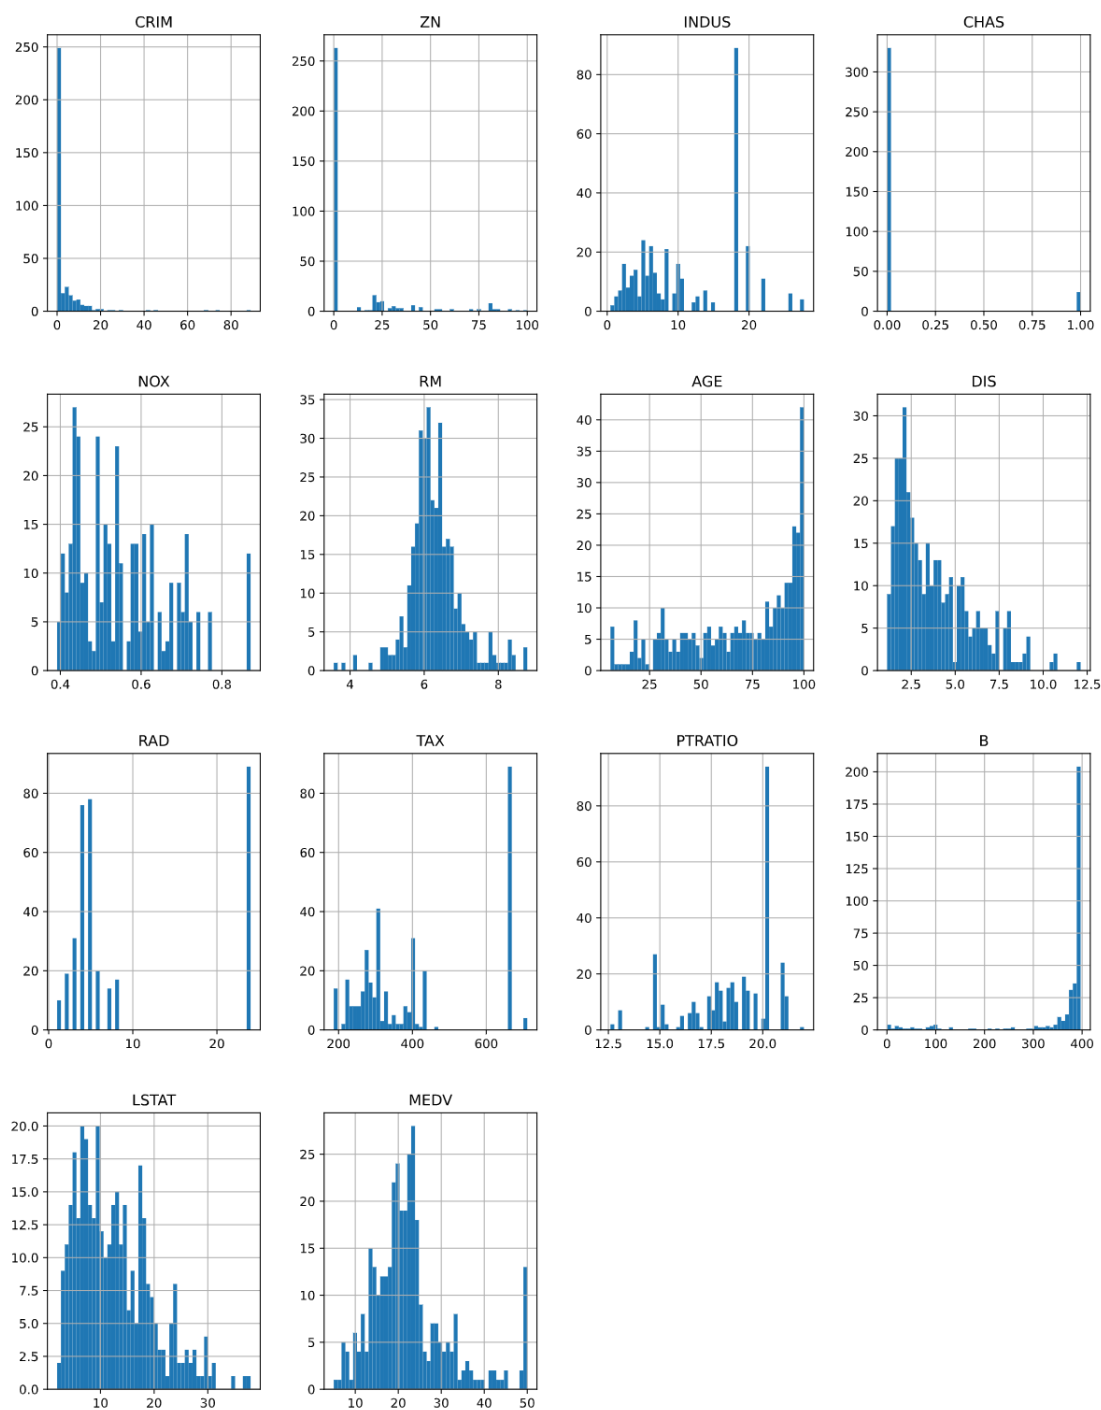 CRIM ZN INDUS CHAS
250 200 150 100 50 0
0 20 40 60 80
250 200 150 100 50 0
0 25 50 75 100
80 60 40 20 0
0 10 20
300 250 200 150 100 50 0
0.00 0.25 0.50 0.75 1.00
NOX RM AGE DIS
25 20 15 10 5 0
0.4 0.6 0.8
35 30 25 20 15 10 5 0
4 6 8
40 35 30 25 20 15 10 5 0
25 50 75 100
30 25 20 15 10 5 0
2.5 5.0 7.5 10.0 12.5
RAD TAX PTRATIO B
80 60 40 20 0
0 10 20
80 60 40 20 0
200 400 600
80 60 40 20 0
12.5 15.0 17.5 20.0
200 175 150 125 100 75 50 25 0
0 100 200 300 400
LSTAT MEDV
20.0 17.5 15.0 12.5 10.0 7.5 5.0 2.5 0.0
10 20 30
25 20 15 10 5 0
10 20 30 40 50